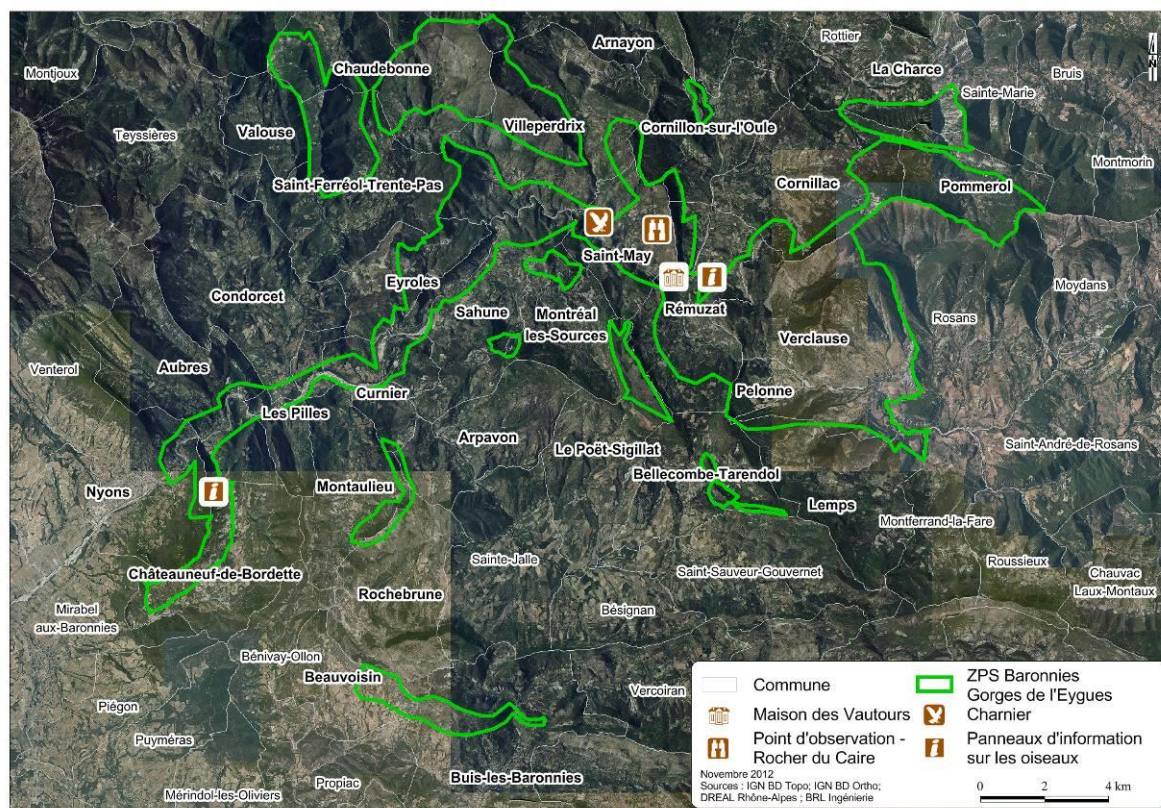 Arnayon
Rottier
N
Montjoux
Chaudebonne
La Charce
Bruis
Sainte-Marie
Teyssières
Valouse
Villeperdrix
Cornillon-sur-l'Oule
Montmorin
Saint-Ferréol-Trente-Pas
Cornillac
Pommerol
Saint-May
Eyroles
Condorcet
Sahune
Montréal
les-Sources
Rémuzat
Moydans
Rosans
Verclause
Venterol
Aubres
Curnier
Pelonne
Les Pilles
Arpavon
Le Poët-Sigillat
Saint-André-de-Rosans
Bellecombe-Tarendol
Nyons
Montaulieu
Lemps
Montferrand-la-Fare
Sainte-Jalle
Roussieux
Châteauneuf-de-Bordette
Saint-Sauveur-Gouvernet
Chauvac
Laux-Montaux
Rochebrune
Mirabel
aux-Baronnies
Bésignan
Bénivay-Ollon
Beauvoisin
Vercoiran
Piégon
Puyméras
Buis-les-Baronnies
Propiac
Mérindol-les-Oliviers
Commune
Maison des Vautours
Point d'observation -
Rocher du Caire
ZPS Baronnies
Gorges de l'Eygues
Charnier
Panneaux d'information
sur les oiseaux
Novembre 2012
Sources : IGN BD Topo; IGN BD Ortho;
DREAL Rhône-Alpes ; BRL Ingénierie
0 2 4 km